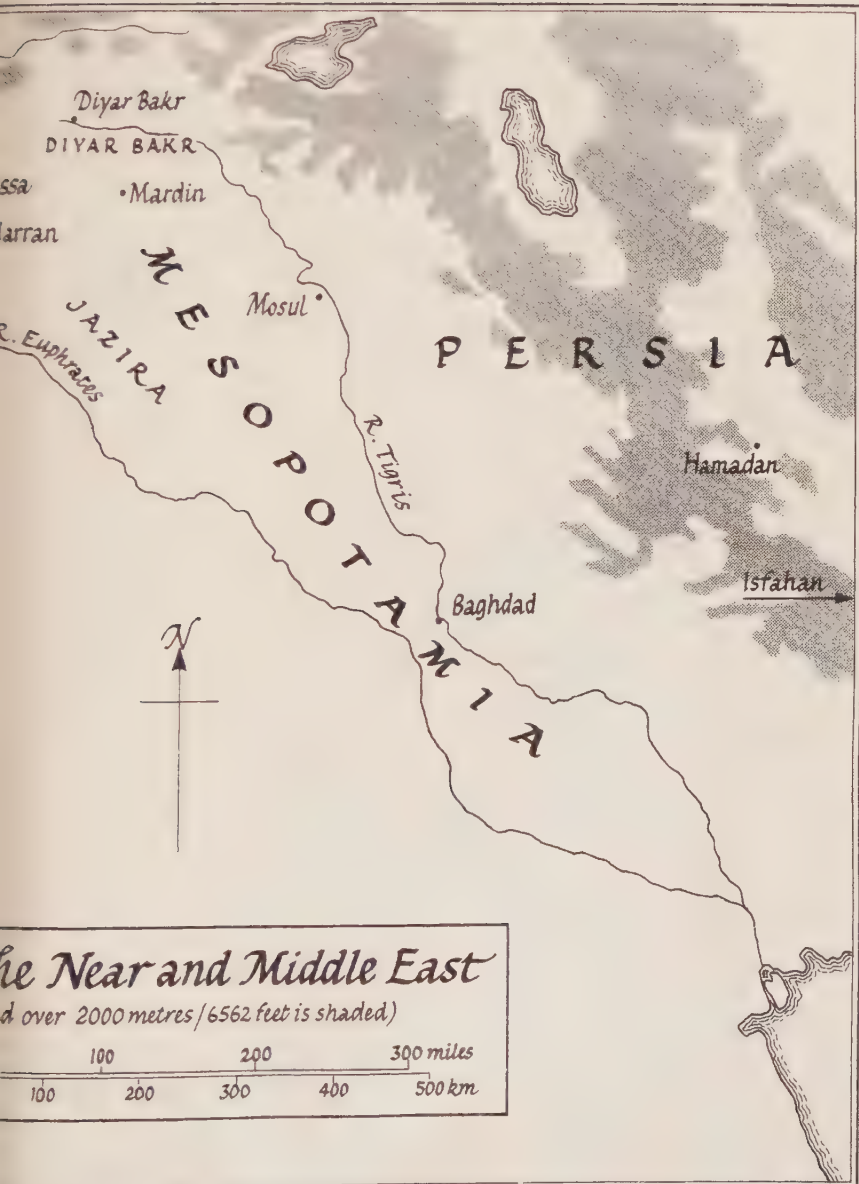 Diyar Bakr
DIYAR BAKR
ssa
•Mardin
arran
MESOPOTAMIA
JAZIRA
Mosul
R. Euphrates
PERSIA
R. Tigris
Hamadan
Isfahan
Baghdad
N
he Near and Middle East
d over 2000 metres/6562 feet is shaded)
100 200 300 miles
100 200 300 400 500 km